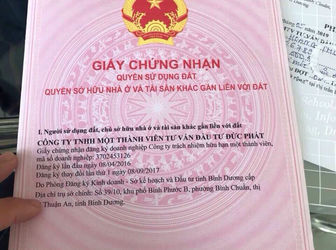 GIẤY CHỨNG NHẬN
QUYỀN SỬ DỤNG ĐẤT
QUYỀN SỞ HỮU NHÀ Ở VÀ TÀI SẢN KHÁC GẮN LIỀN VỚI ĐẤT
I. Người sử dụng đất, chủ sở hữu nhà ở và tài sản khác gắn liền với đất
CÔNG TY TNHH MỘT THÀNH VIÊN TƯ VẤN ĐẦU TƯ ĐỨC PHÁT
Giấy chứng nhận đăng ký doanh nghiệp Công ty trách nhiệm hữu hạn một thành viên,
mã số doanh nghiệp: 3702453126
Đăng ký lần đầu ngày 08/04/2016
Đăng ký thay đổi lần thứ 1 ngày 08/09/2017
Do Phòng Đăng ký Kinh doanh - Sở kế hoạch và Đầu tư tỉnh Bình Dương cấp
Địa chỉ trụ sở chính: Số 39/10, khu phố Bình Phước B, phường Bình Chuẩn, thị
Thuận An, tỉnh Bình Dương.